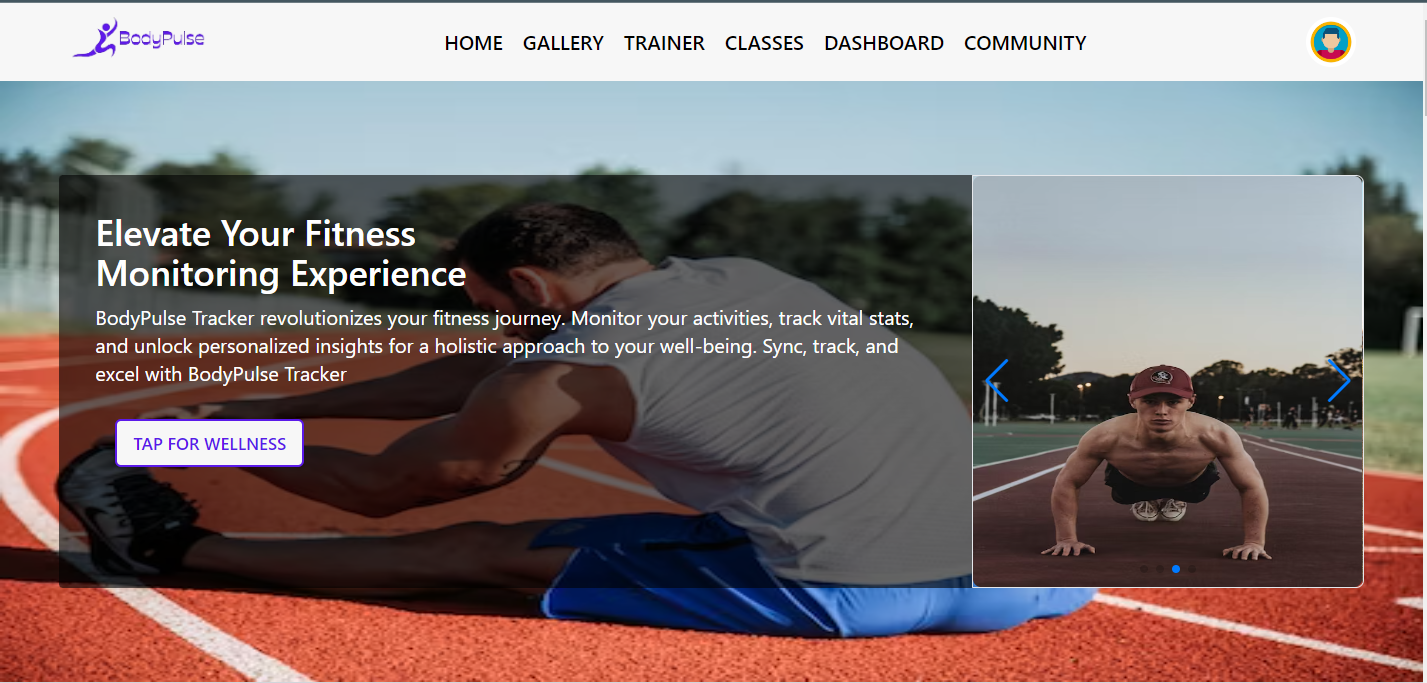 BodyPulse
HOME GALLERY TRAINER CLASSES DASHBOARD COMMUNITY
Elevate Your Fitness
Monitoring Experience
BodyPulse Tracker revolutionizes your fitness journey. Monitor your activities, track vital stats,
and unlock personalized insights for a holistic approach to your well-being. Sync, track, and
excel with BodyPulse Tracker
TAP FOR WELLNESS